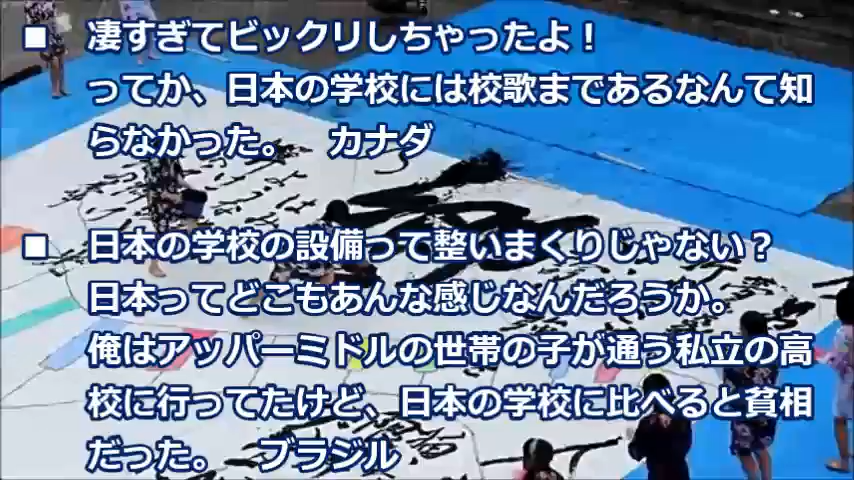 ■ 凄すぎてビックリしちゃったよ！
ってか、日本の学校には校歌まであるなんて知
らなかった。 カナダ
■ 日本の学校の設備って整いまくりじゃない？
日本ってどこもあんな感じなんだろうか。
俺はアッパーミドルの世帯の子が通う私立の高
校に行ってたけど、日本の学校に比べると貧相
だった。 ブラジル